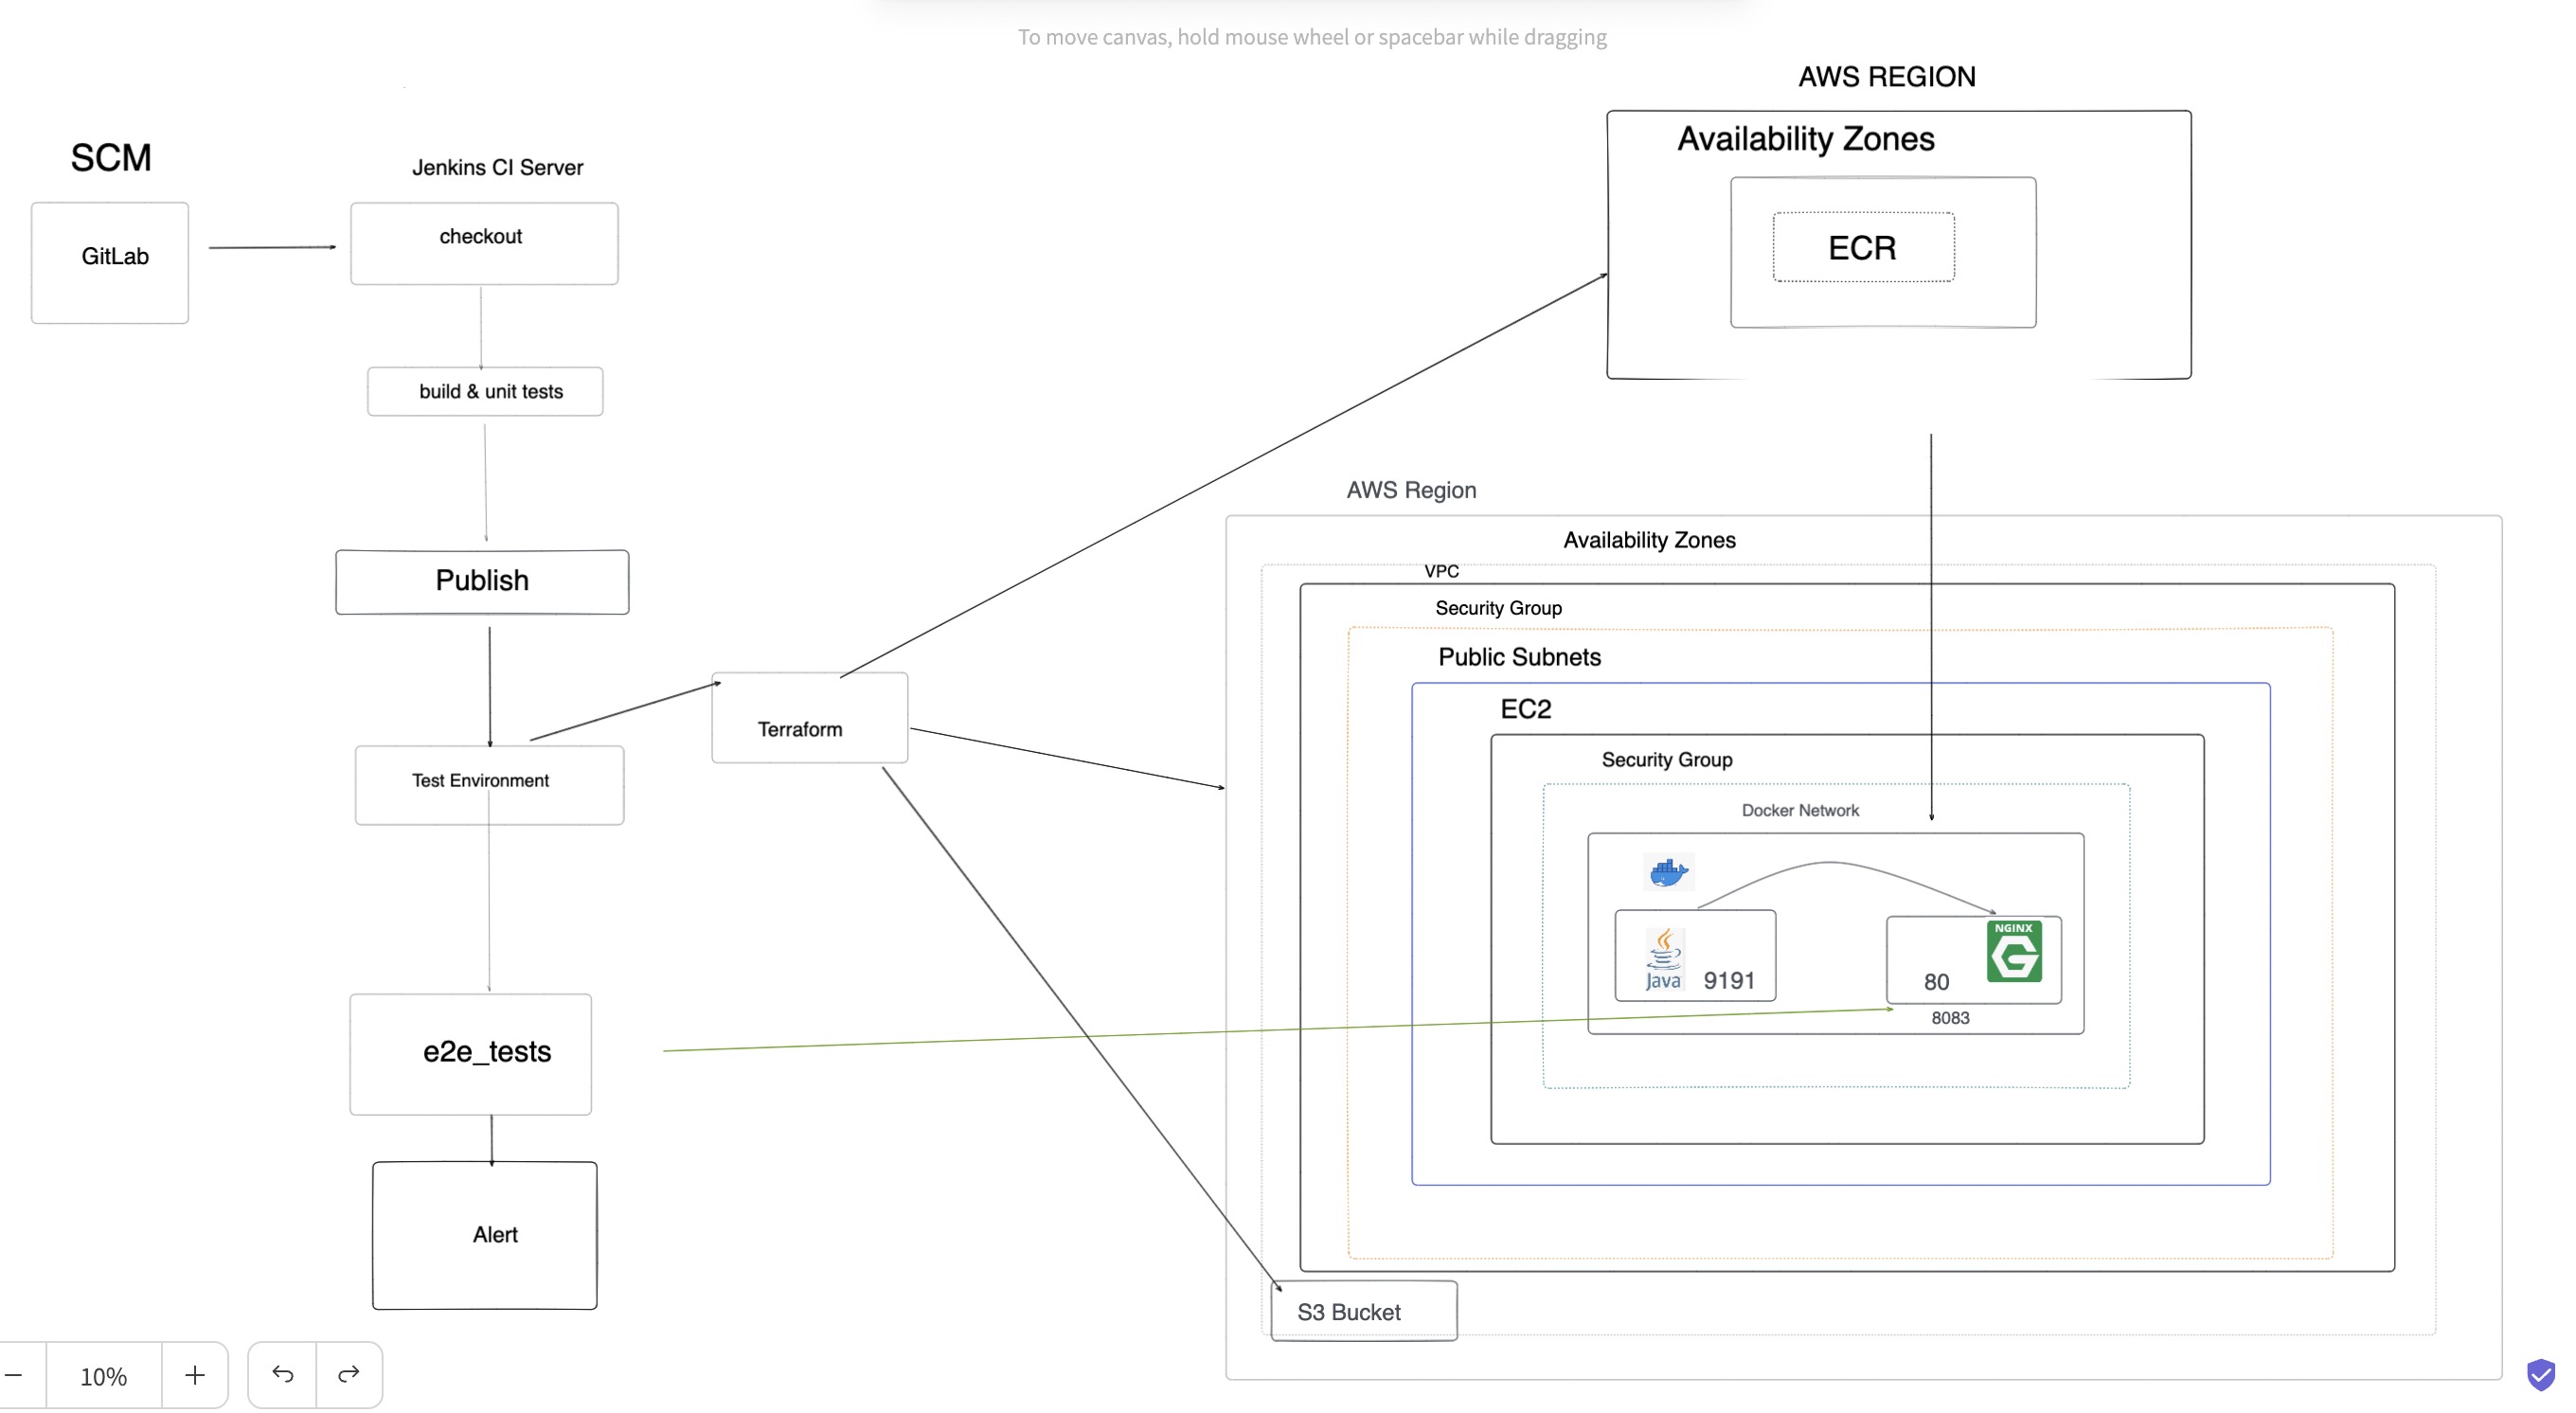 To move canvas, hold mouse wheel or spacebar while dragging
AWS REGION
Availability Zones
ECR
SCM
GitLab
Jenkins CI Server
checkout
build & unit tests
Publish
Test Environment
Terraform
e2e_tests
Alert
AWS Region
Availability Zones
VPC
Security Group
Public Subnets
EC2
Security Group
Docker Network
Java
9191
NGINX
G
80
8083
S3 Bucket
10%